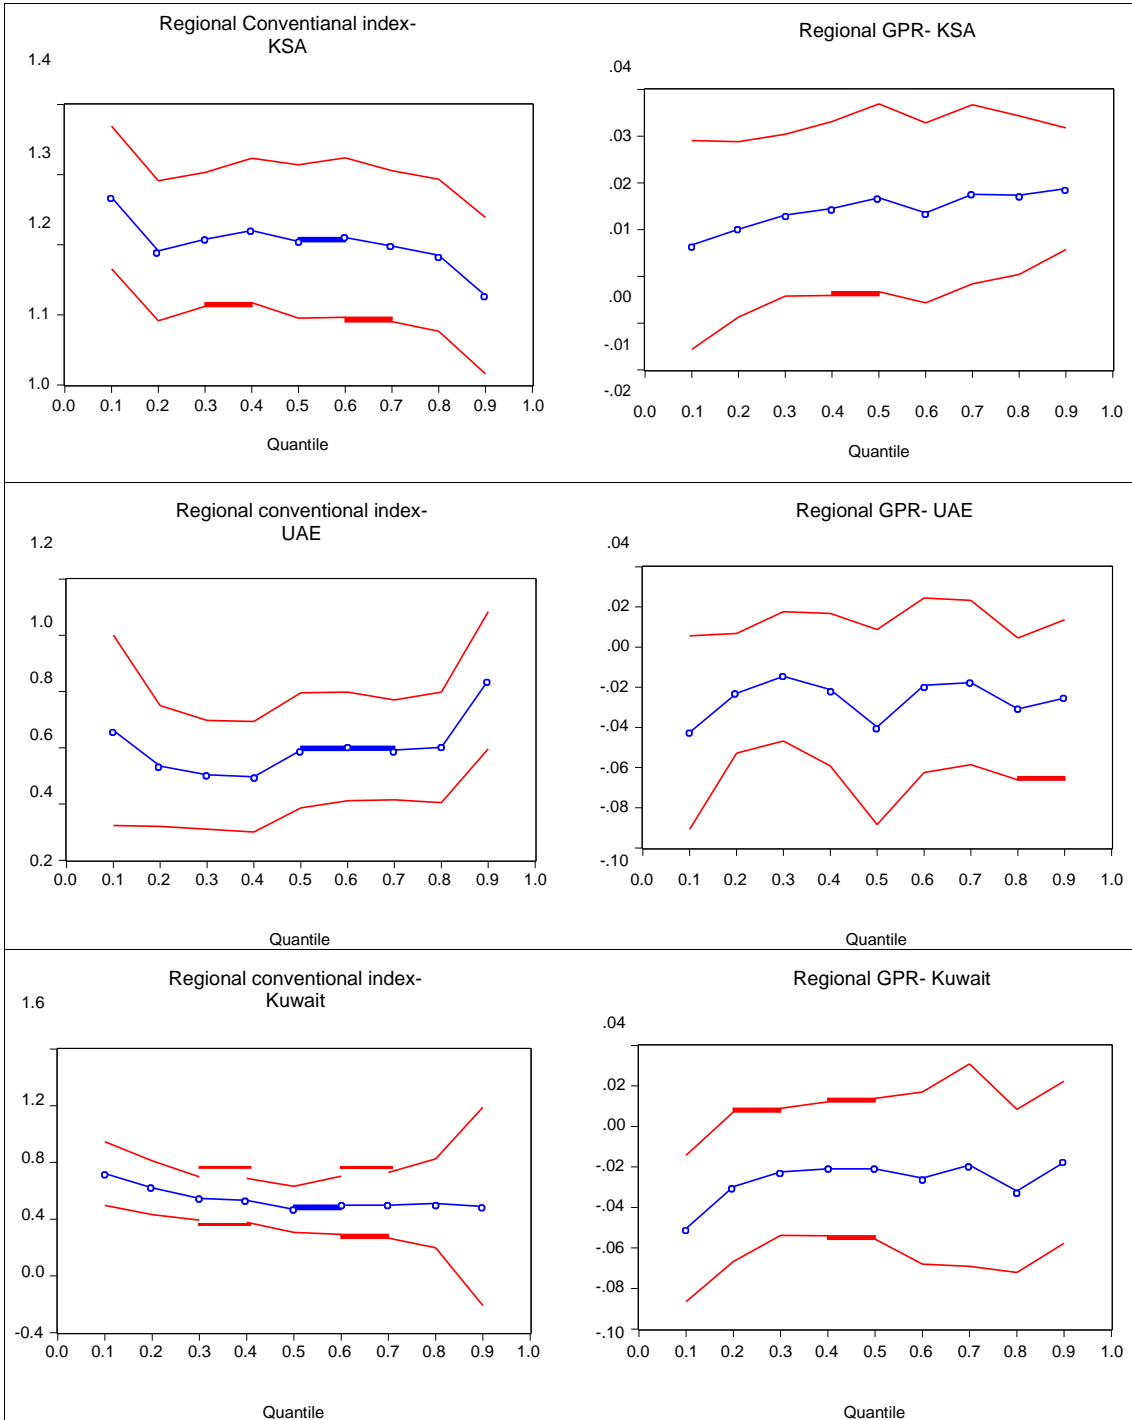 Regional Conventianal index-
KSA
1.4
1.3
1.2
1.1
1.0
0.0 0.1 0.2 0.3 0.4 0.5 0.6 0.7 0.8 0.9 1.0
Quantile
Regional GPR- KSA
.04
.03
.02
.01
.00
-.01
-.02
0.0 0.1 0.2 0.3 0.4 0.5 0.6 0.7 0.8 0.9 1.0
Quantile
Regional conventional index-
UAE
1.2
1.0
0.8
0.6
0.4
0.2
0.0 0.1 0.2 0.3 0.4 0.5 0.6 0.7 0.8 0.9 1.0
Quantile
Regional GPR- UAE
.04
.02
.00
-.02
-.04
-.06
-.08
-.10
0.0 0.1 0.2 0.3 0.4 0.5 0.6 0.7 0.8 0.9 1.0
Quantile
Regional conventional index-
Kuwait
1.6
1.2
0.8
0.4
0.0
-0.4
0.0 0.1 0.2 0.3 0.4 0.5 0.6 0.7 0.8 0.9 1.0
Quantile
Regional GPR- Kuwait
.04
.02
.00
-.02
-.04
-.06
-.08
-.10
0.0 0.1 0.2 0.3 0.4 0.5 0.6 0.7 0.8 0.9 1.0
Quantile